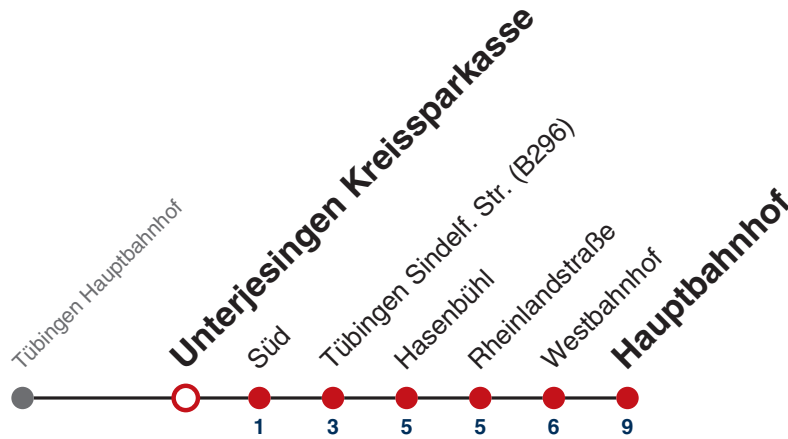 Tübingen Hauptbahnhof
Unterjesingen Kreissparkasse
Süd
Tübingen Sindelf. Str. (B296)
Hasenbühl
Rheinlandstraße
Westbahnhof
Hauptbahnhof
1 3 5 5 6 9